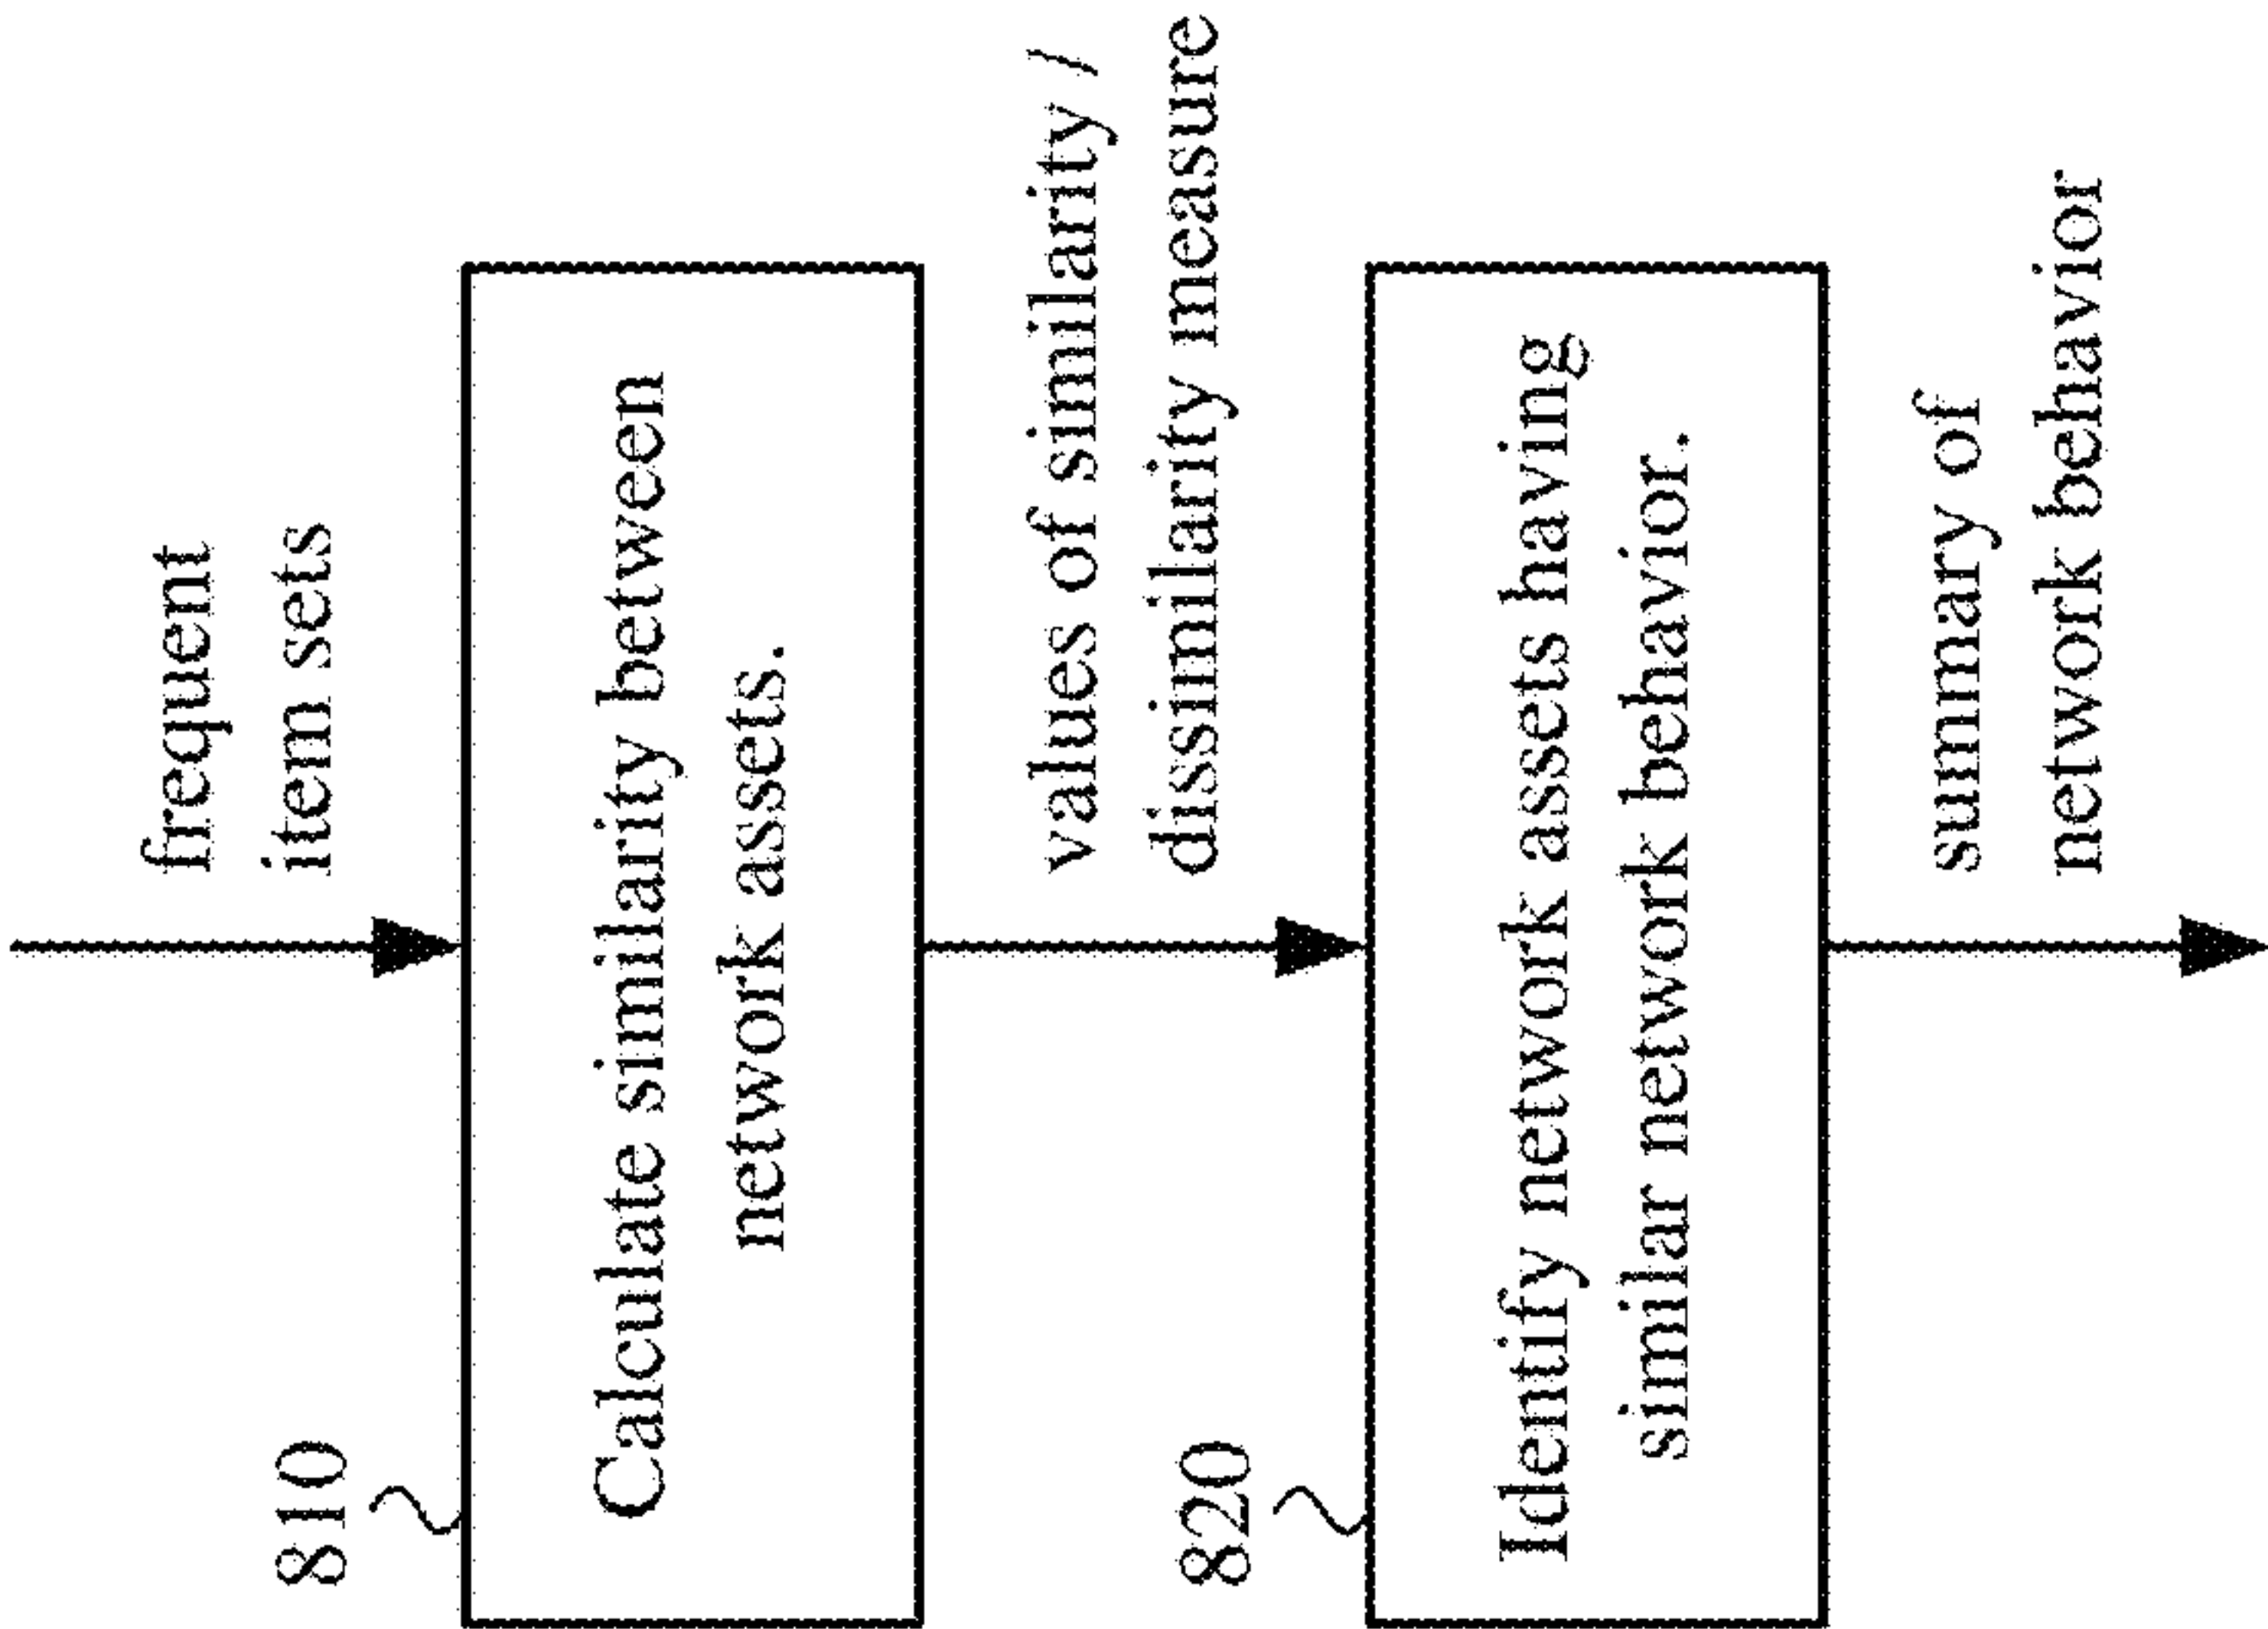 frequent
item sets
810
Calculate similarity between
network assets.
values of similarity /
dissimilarity measure
820
Identify network assets having
similar network behavior.
summary of
network behavior